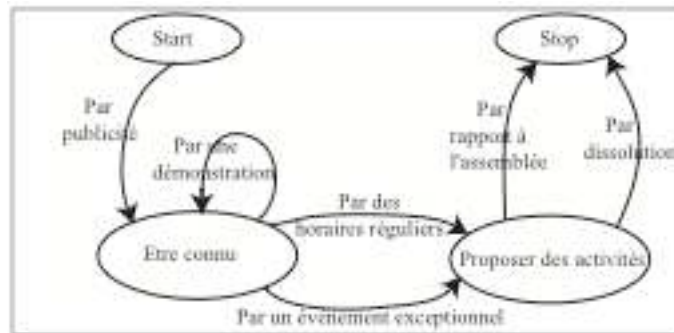 Start
Stop
Par
publicité
Par une
démonstration
Par
rapport à
l'assemblée
Par
dissolution
Par des
horaires réguliers
Etre connu
Proposer des activités
Par un événement exceptionnel